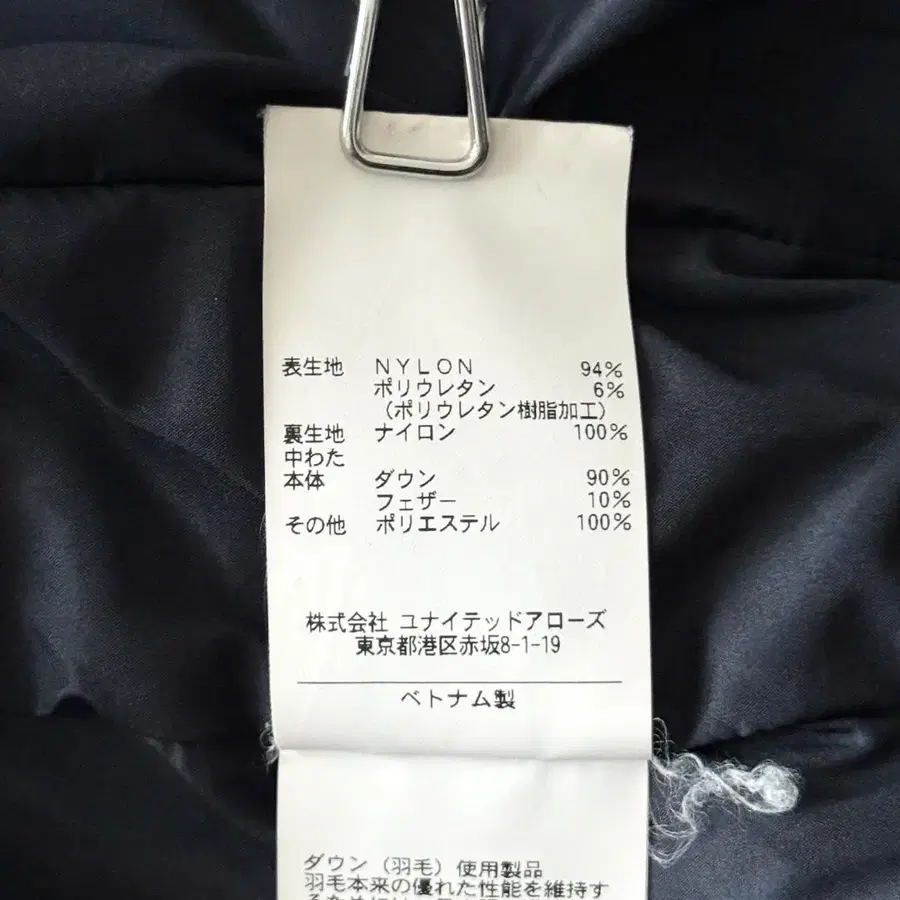 表生地 NYLON 94%
ポリウレタン 6%
(ポリウレタン樹脂加工)
裏生地 ナイロン 100%
中わた
本体 ダウン 90%
フェザー 10%
その他 ポリエステル 100%
株式会社 ユナイテッドアローズ
東京都港区赤坂8-1-19
ベトナム製
ダウン(羽毛)使用製品
羽毛本来の優れた性能を維持す